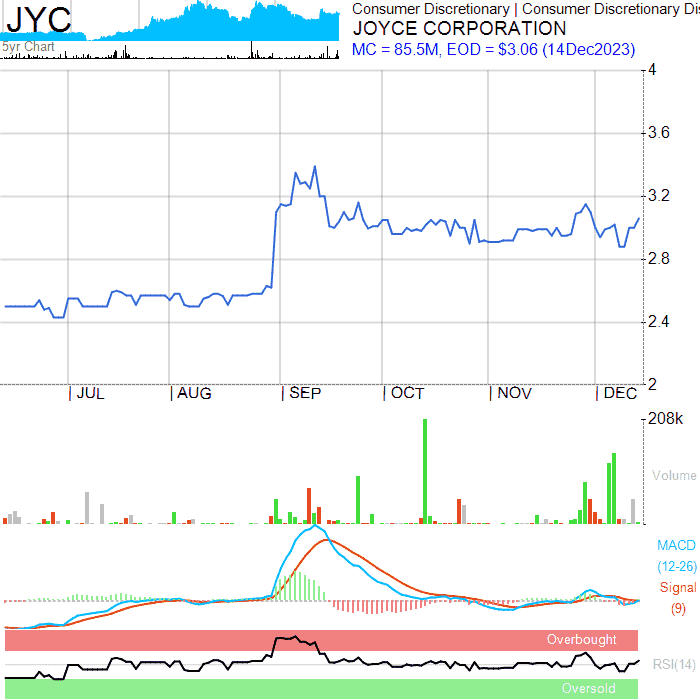 JYC
5yr Chart
Consumer Discretionary | Consumer Discretionary Dis
JOYCE CORPORATION
MC = 85.5M, EOD = $3.06 (14Dec2023)
4
3.6
3.2
2.8
2.4
2
| JUL | AUG | SEP | OCT | NOV | DEC
208k
Volume
MACD
(12-26)
Signal
(9)
Overbought
RSI(14)
Oversold